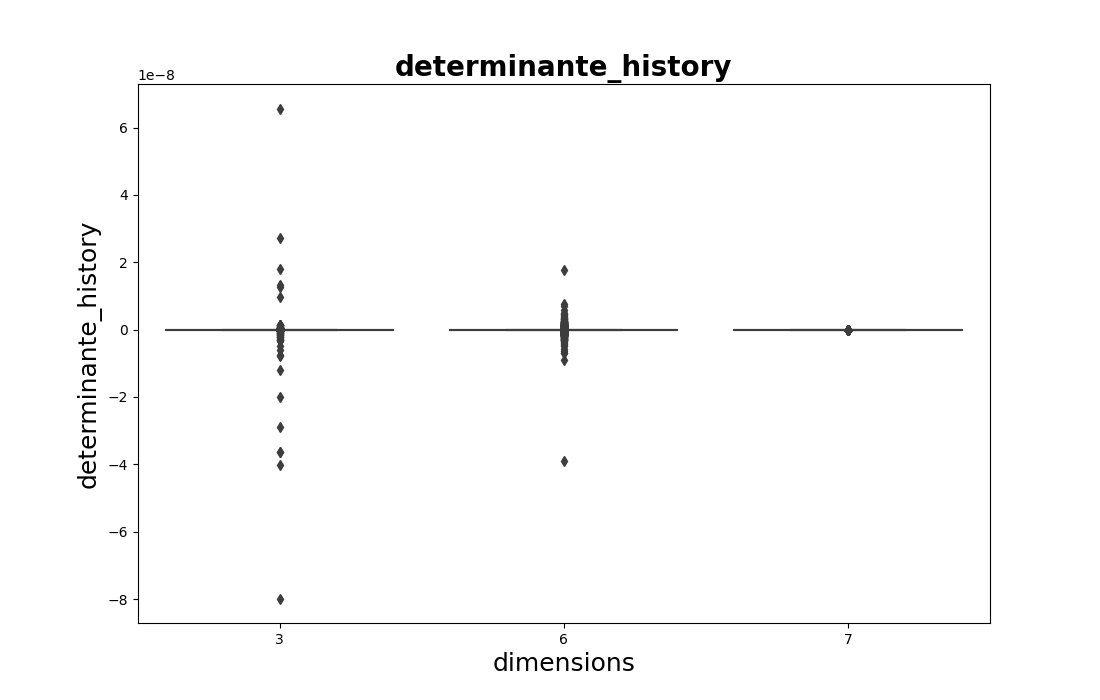 determinante_history
1e−8
6
4
2
0
−2
−4
−6
−8
determinante_history
3 6 7
dimensions